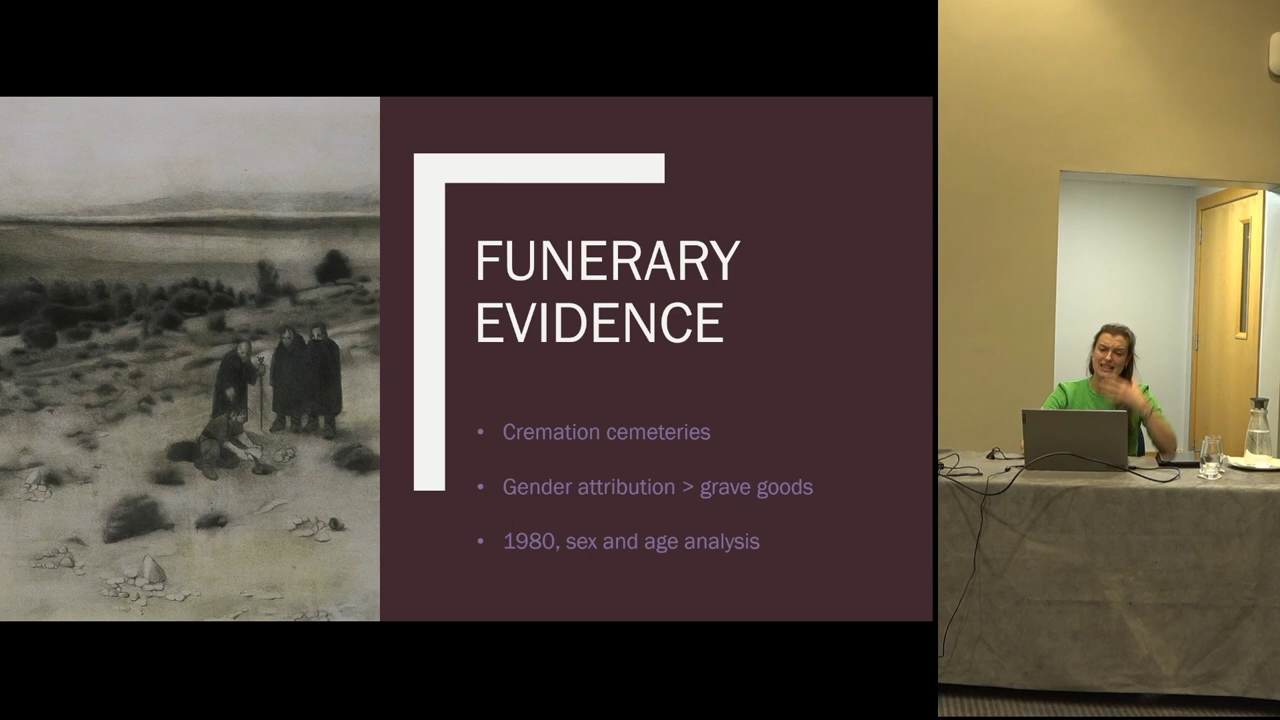 FUNERARY
EVIDENCE
• Cremation cemeteries
• Gender attribution > grave goods
• 1980, sex and age analysis